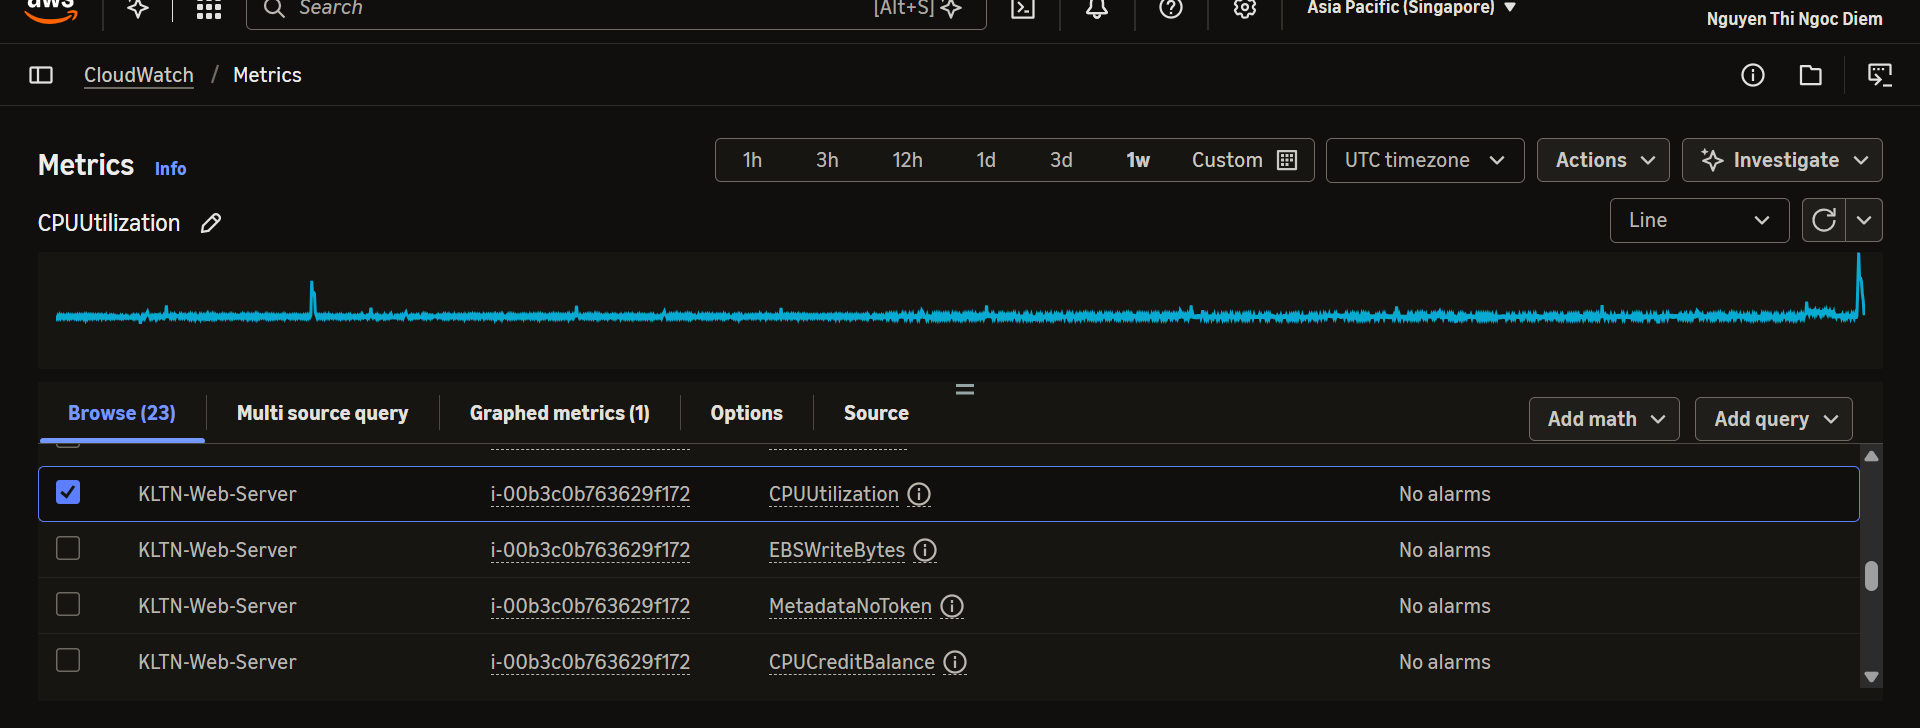 aws
Search
[Alt+S]
Asia Pacific (Singapore)
Nguyen Thi Ngoc Diem
CloudWatch / Metrics
Metrics Info
1h 3h 12h 1d 3d 1w Custom
UTC timezone
Actions
Investigate
CPUUtilization
Line
Browse (23) Multi source query Graphed metrics (1) Options Source
Add math
Add query
KLTN-Web-Server i-00b3c0b763629f172 CPUUtilization No alarms
KLTN-Web-Server i-00b3c0b763629f172 EBSWriteBytes No alarms
KLTN-Web-Server i-00b3c0b763629f172 MetadataNoToken No alarms
KLTN-Web-Server i-00b3c0b763629f172 CPUCreditBalance No alarms